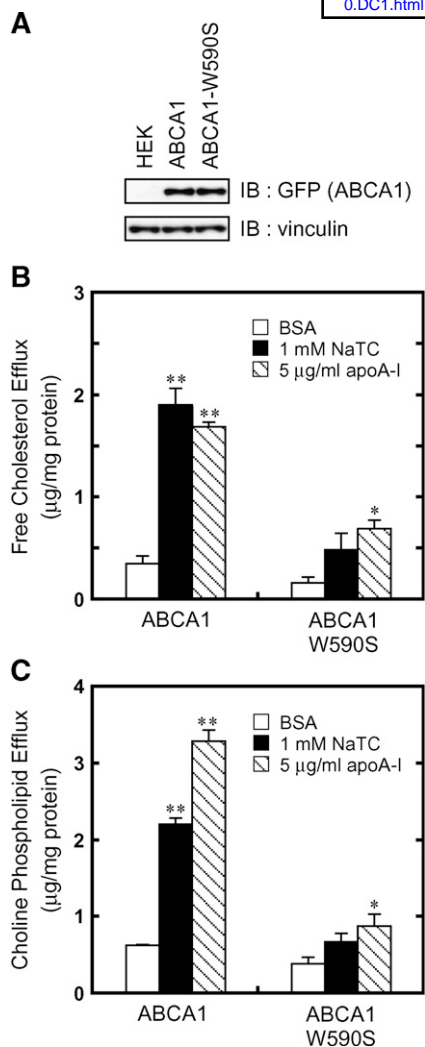 0.DC1.html
A
HEK
ABCA1
ABCA1-W590S
IB : GFP (ABCA1)
IB : vinculin
B
Free Cholesterol Efflux
(μg/mg protein)
3
2
1
0
BSA
1 mM NaTC
5 μg/ml apoA-I
**
**
*
ABCA1
ABCA1
W590S
C
Choline Phospholipid Efflux
(μg/mg protein)
4
3
2
1
0
BSA
1 mM NaTC
5 μg/ml apoA-I
**
**
*
ABCA1
ABCA1
W590S